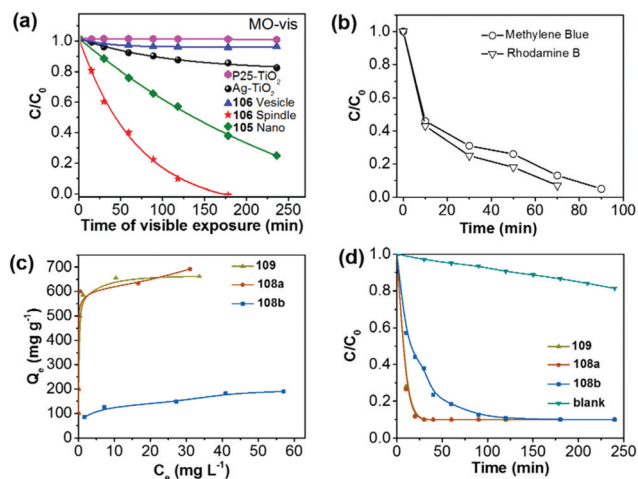 (a)
MO-vis
C/C0
1.0
0.8
0.6
0.4
0.2
0.0
P25-TiO2
Ag-TiO2
106 Vesicle
106 Spindle
105 Nano
0 50 100 150 200 250
Time of visible exposure (min)
(b)
C/C0
1.0
0.8
0.6
0.4
0.2
0.0
Methylene Blue
Rhodamine B
0 20 40 60 80 100
Time (min)
(c)
Qe (mg g-1)
700
600
500
400
300
200
100
0
109
108a
108b
0 10 20 30 40 50 60
Ce (mg L-1)
(d)
C/C0
1.0
0.8
0.6
0.4
0.2
0.0
109
108a
108b
blank
0 50 100 150 200 250
Time (min)